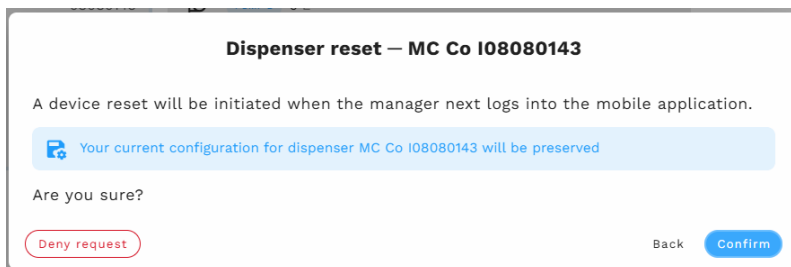 Dispenser reset — MC Co I08080143
A device reset will be initiated when the manager next logs into the mobile application.
Your current configuration for dispenser MC Co I08080143 will be preserved
Are you sure?
Deny request
Back
Confirm